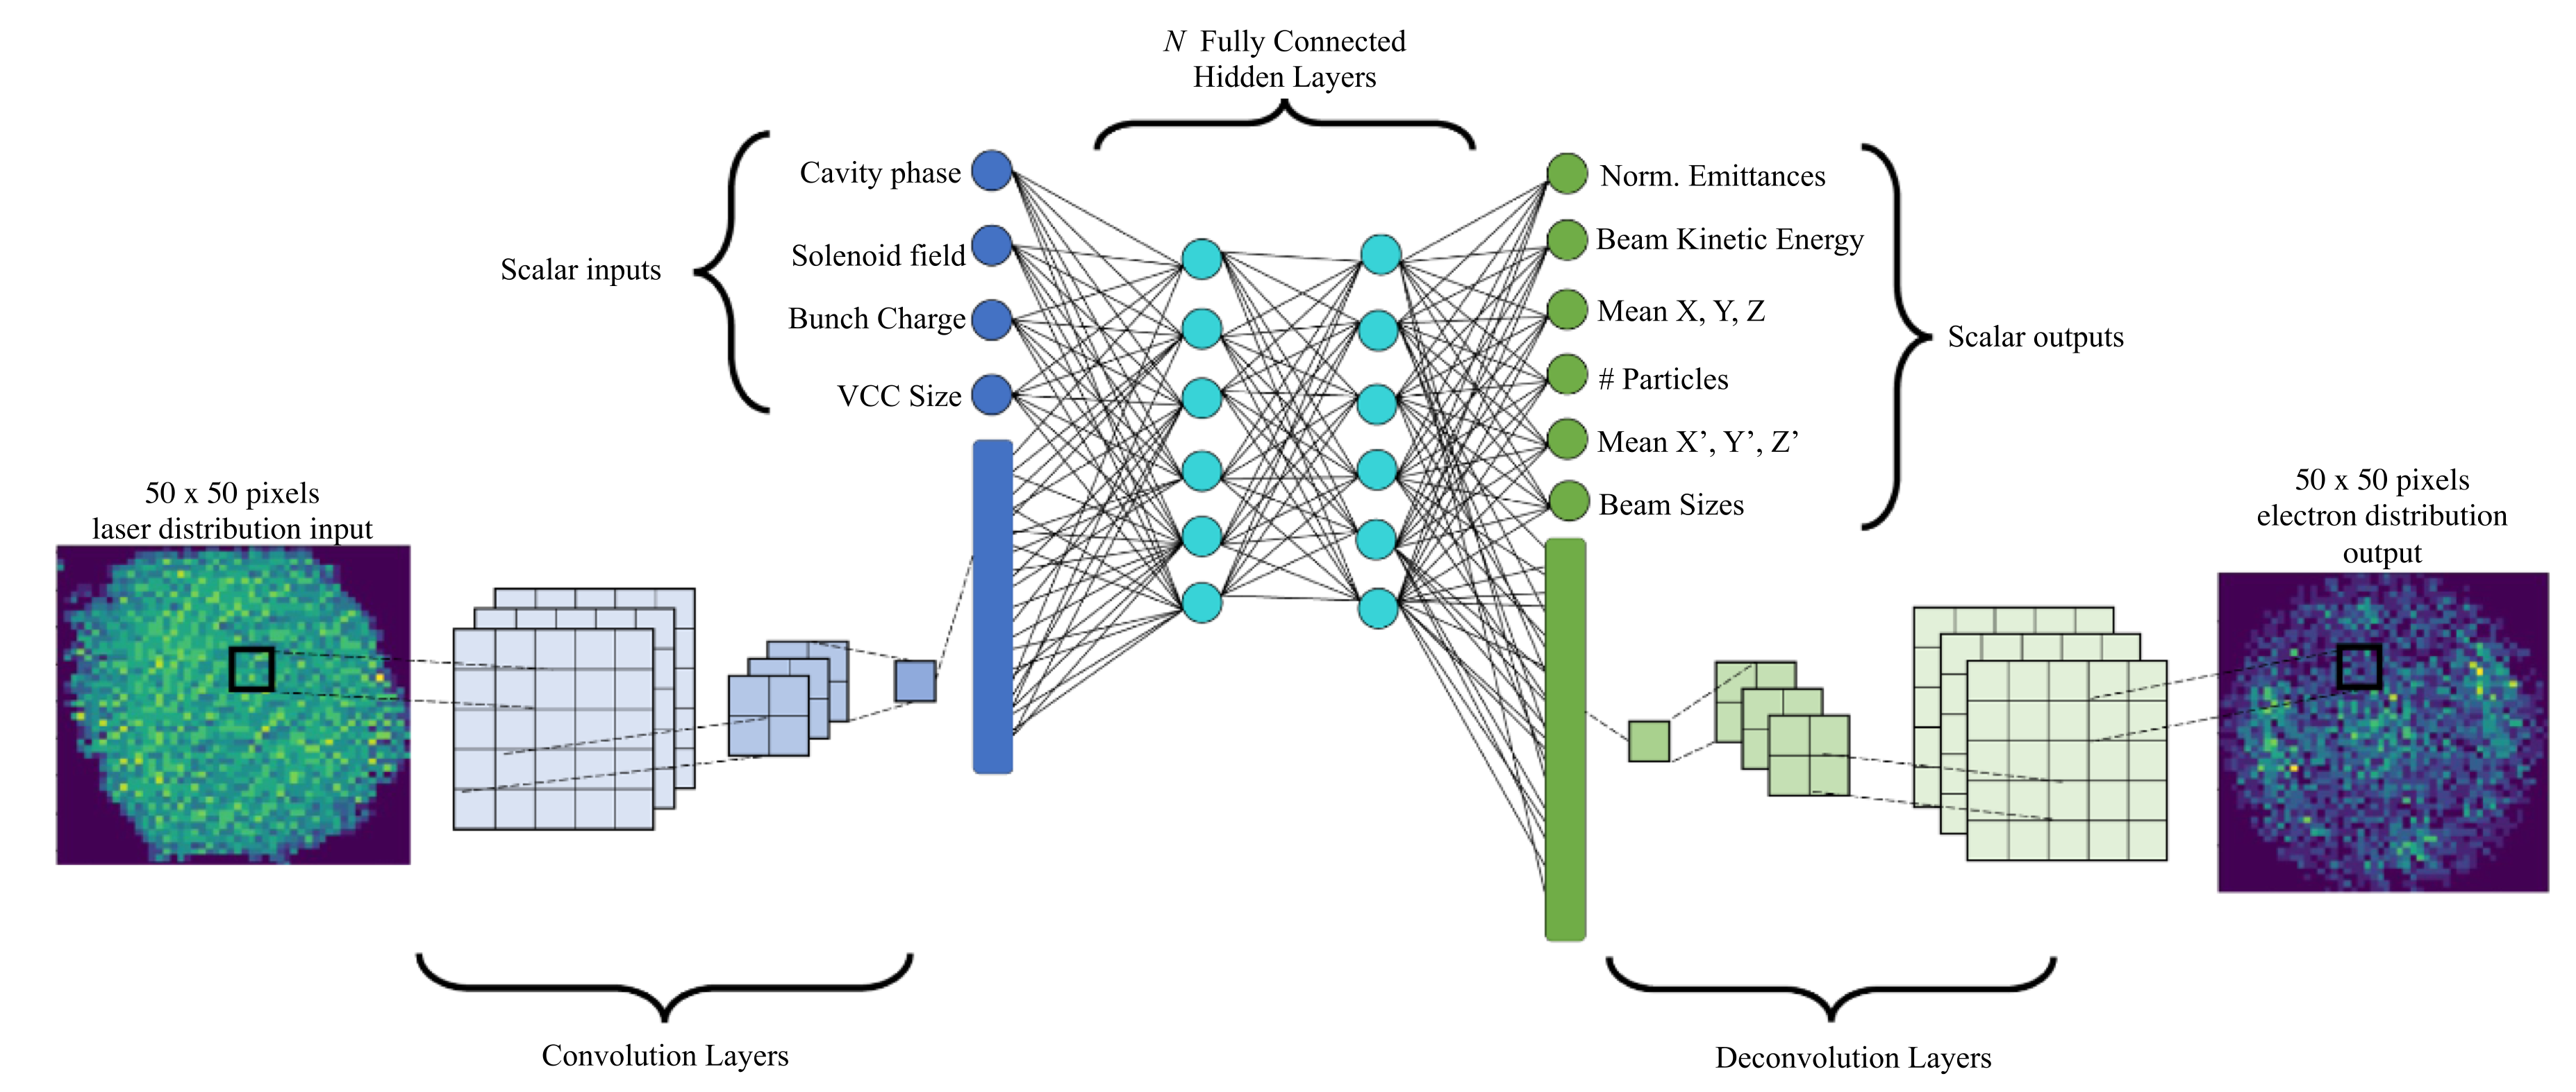 N Fully Connected
Hidden Layers
Scalar inputs
Cavity phase
Solenoid field
Bunch Charge
VCC Size
Norm. Emittances
Beam Kinetic Energy
Mean X, Y, Z
# Particles
Mean X’, Y’, Z’
Beam Sizes
Scalar outputs
50 x 50 pixels
laser distribution input
50 x 50 pixels
electron distribution
output
Convolution Layers
Deconvolution Layers